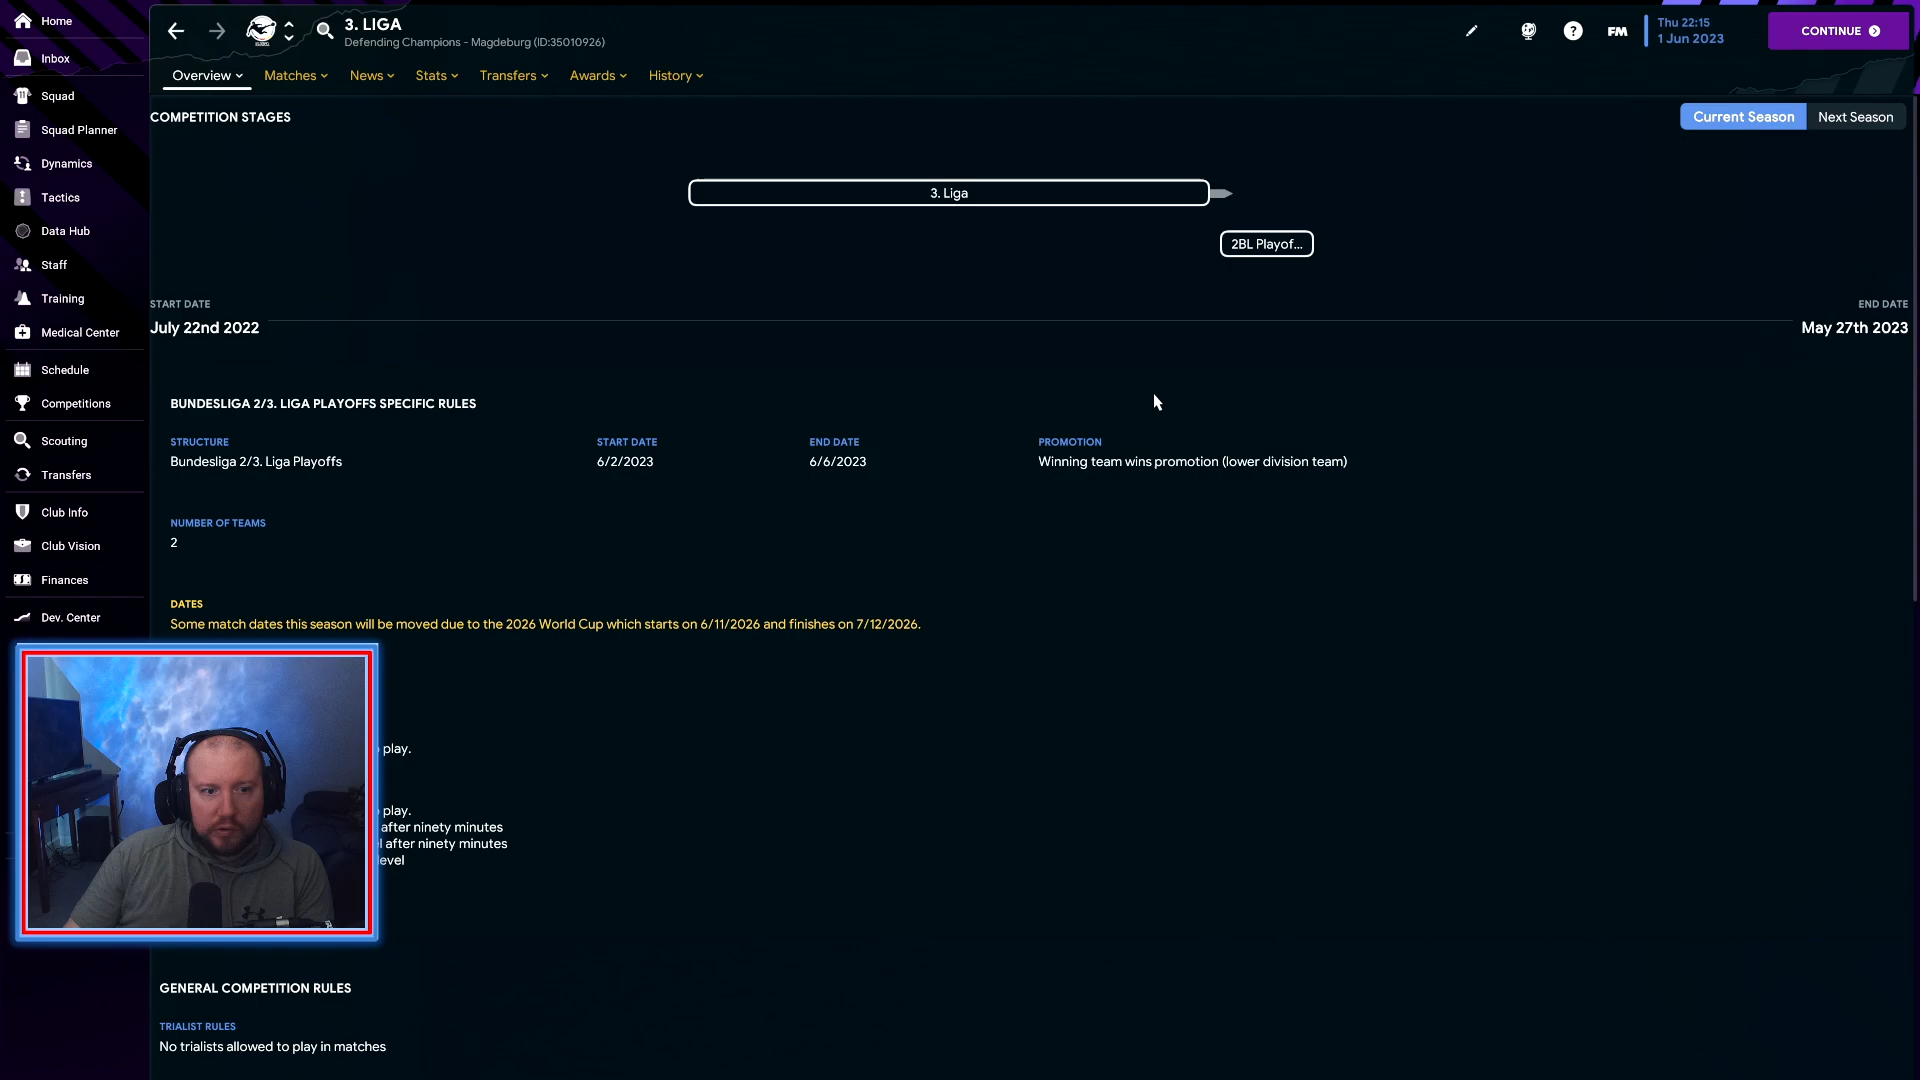 Home
Inbox
Squad
Squad Planner
Dynamics
Tactics
Data Hub
Staff
Training
Medical Center
Schedule
Competitions
Scouting
Transfers
Club Info
Club Vision
Finances
Dev. Center
3. LIGA
Defending Champions - Magdeburg (ID:35010926)
FM
Thu 22:15
1 Jun 2023
CONTINUE
Overview Matches News Stats Transfers Awards History
COMPETITION STAGES
Current Season Next Season
3. Liga
2BL Playof...
START DATE
July 22nd 2022
END DATE
May 27th 2023
BUNDESLIGA 2/3. LIGA PLAYOFFS SPECIFIC RULES
STRUCTURE START DATE END DATE PROMOTION
Bundesliga 2/3. Liga Playoffs 6/2/2023 6/6/2023 Winning team wins promotion (lower division team)
NUMBER OF TEAMS
2
DATES
Some match dates this season will be moved due to the 2026 World Cup which starts on 6/11/2026 and finishes on 7/12/2026.
play.
play.
after ninety minutes
after ninety minutes
level
GENERAL COMPETITION RULES
TRIALIST RULES
No trialists allowed to play in matches